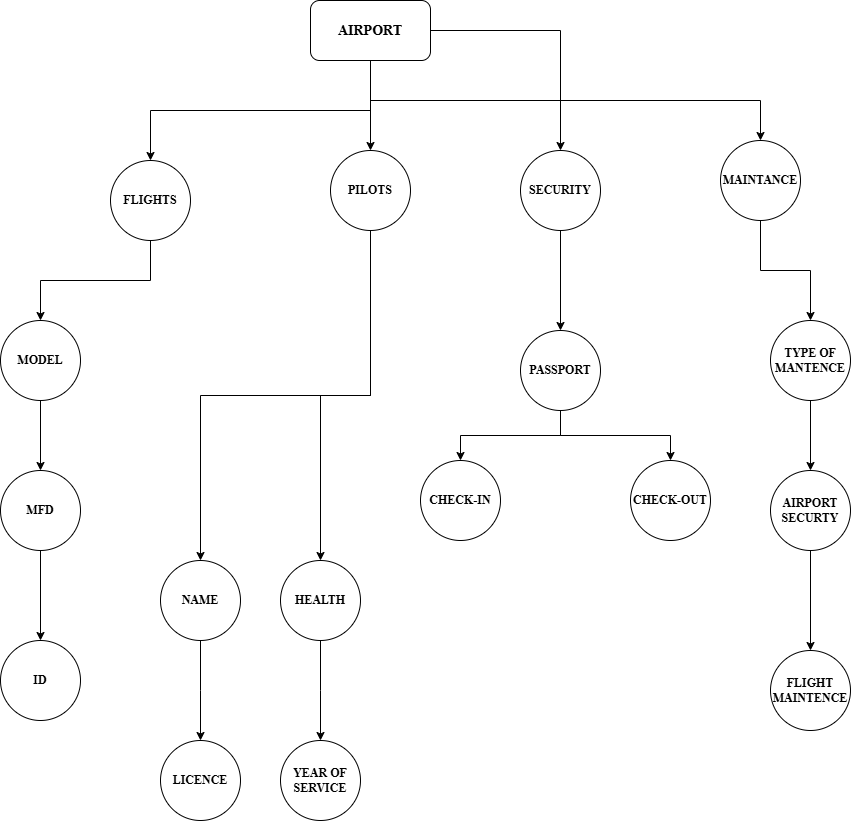 AIRPORT
FLIGHTS
PILOTS
SECURITY
MAINTANCE
MODEL
PASSPORT
TYPE OF
MANTENCE
MFD
CHECK-IN
CHECK-OUT
AIRPORT
SECURTY
NAME
HEALTH
ID
FLIGHT
MAINTENCE
LICENCE
YEAR OF
SERVICE